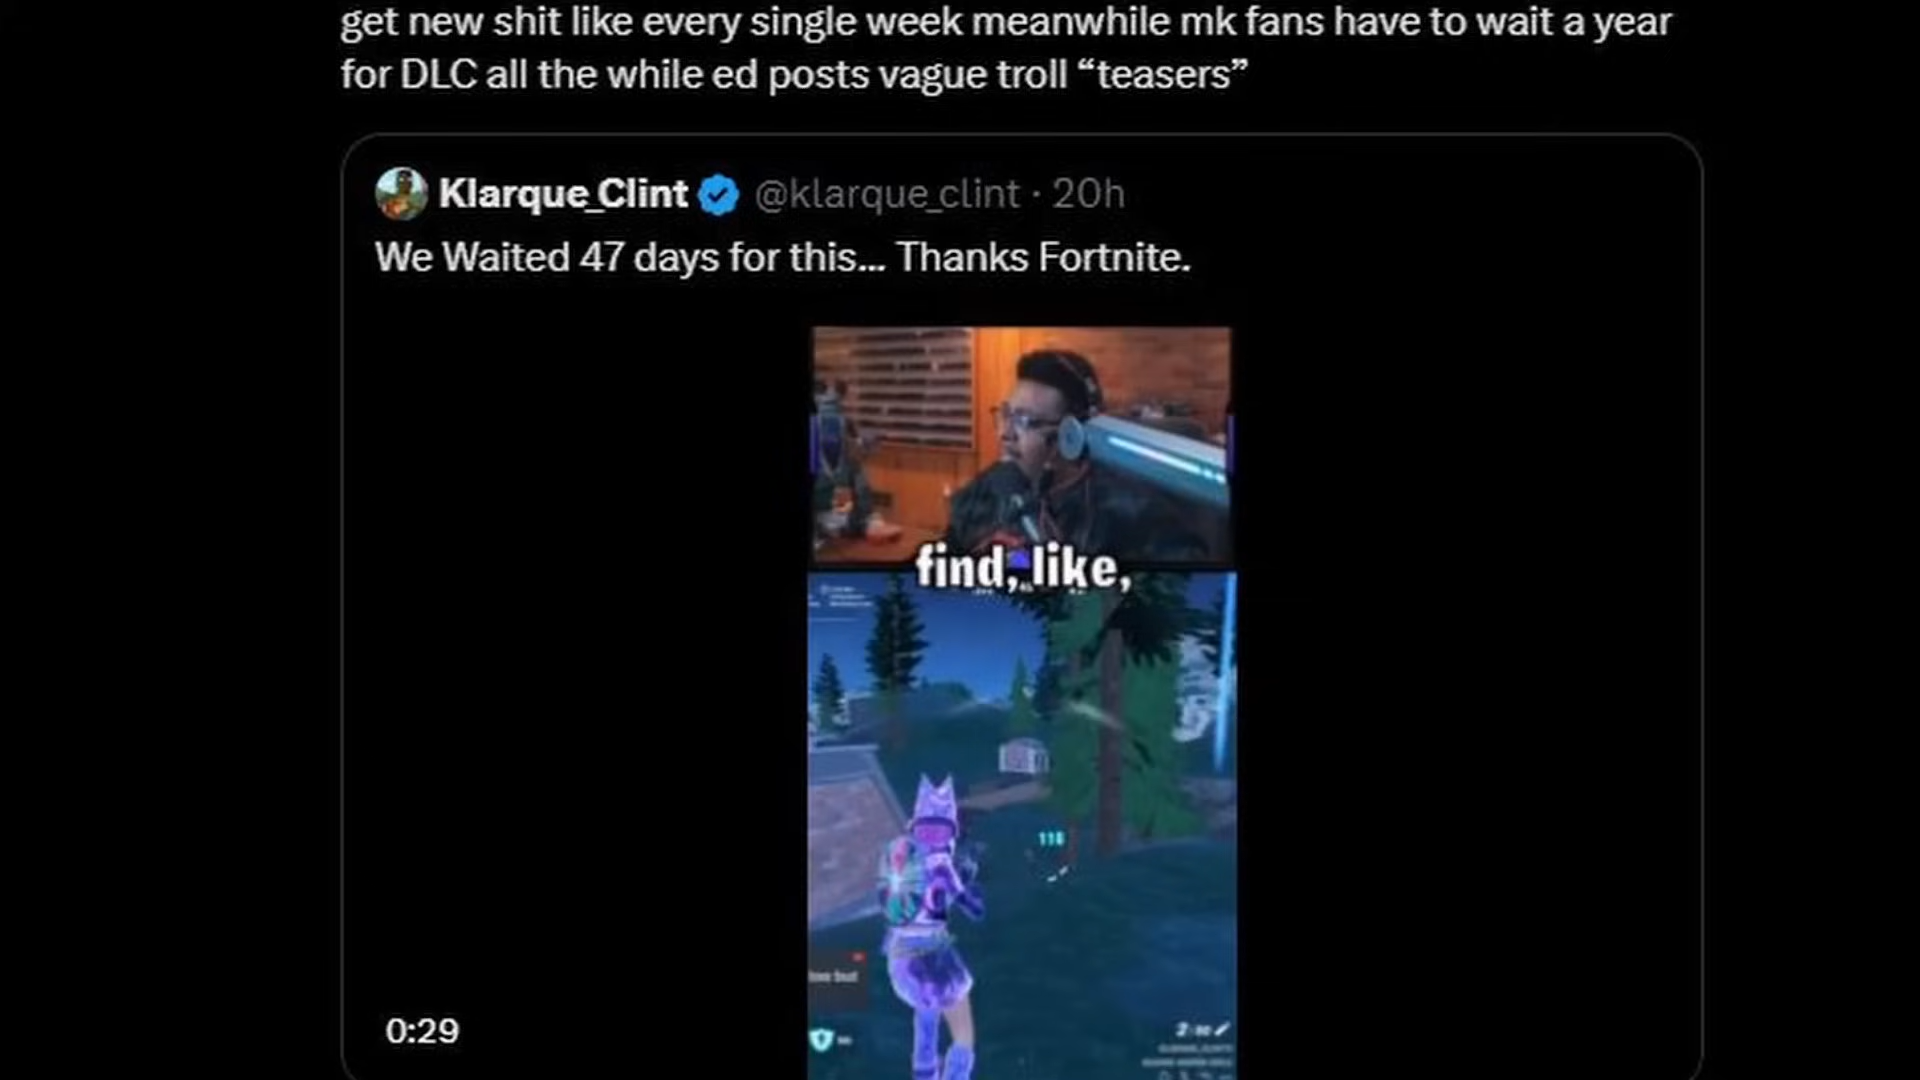 get new shit like every single week meanwhile mk fans have to wait a year
for DLC all the while ed posts vague troll “teasers”
Klarque_Clint @klarque_clint · 20h
We Waited 47 days for this... Thanks Fortnite.
find, like,
118
0:29